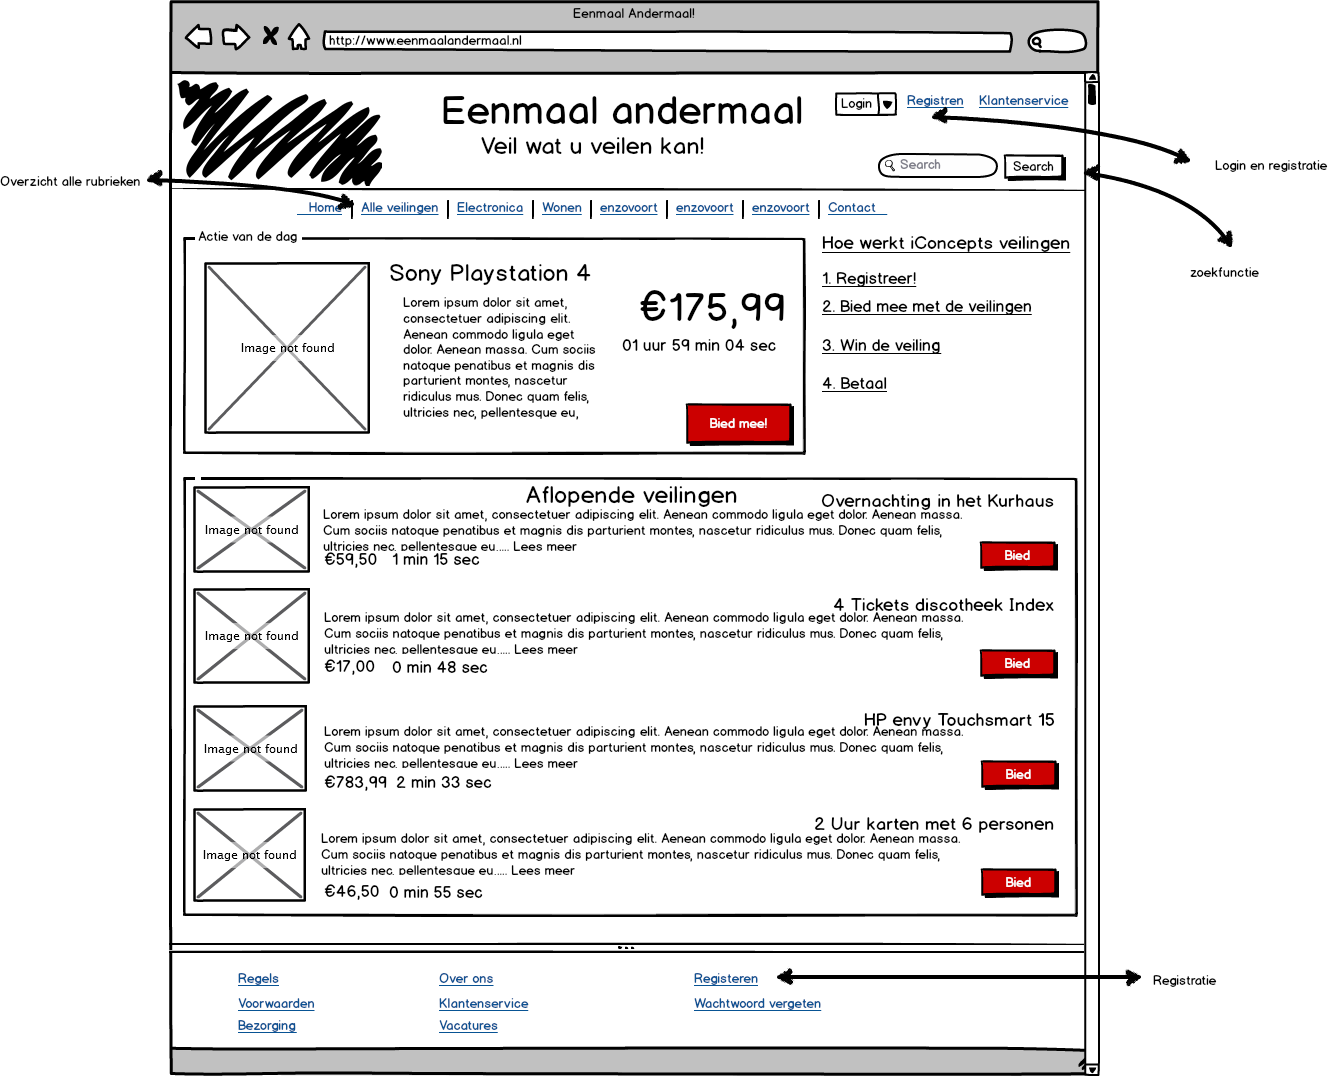 Eenmaal Andermaal!
http://www.eenmaalandermaal.nl
Eenmaal andermaal
Veil wat u veilen kan!
Login
Registren
Klantenservice
Search
Search
Login en registratie
Overzicht alle rubrieken
zoekfunctie
Home
Alle veilingen
Electronica
Wonen
enzovoort
enzovoort
enzovoort
Contact
Actie van de dag
Image not found
Sony Playstation 4
Lorem ipsum dolor sit amet,
consectetuer adipiscing elit.
Aenean commodo ligula eget
dolor. Aenean massa. Cum sociis
natoque penatibus et magnis dis
parturient montes, nascetur
ridiculus mus. Donec quam felis,
ultricies nec, pellentesque eu,
€175,99
01 uur 59 min 04 sec
Bied mee!
Hoe werkt iConcepts veilingen
1. Registreer!
2. Bied mee met de veilingen
3. Win de veiling
4. Betaal
Aflopende veilingen
Image not found
Overnachting in het Kurhaus
Lorem ipsum dolor sit amet, consectetuer adipiscing elit. Aenean commodo ligula eget dolor. Aenean massa.
Cum sociis natoque penatibus et magnis dis parturient montes, nascetur ridiculus mus. Donec quam felis,
ultricies nec, pellentesque eu..... Lees meer
€59,50 1 min 15 sec
Bied
Image not found
4 Tickets discotheek Index
Lorem ipsum dolor sit amet, consectetuer adipiscing elit. Aenean commodo ligula eget dolor. Aenean massa.
Cum sociis natoque penatibus et magnis dis parturient montes, nascetur ridiculus mus. Donec quam felis,
ultricies nec, pellentesque eu..... Lees meer
€17,00 0 min 48 sec
Bied
Image not found
HP envy Touchsmart 15
Lorem ipsum dolor sit amet, consectetuer adipiscing elit. Aenean commodo ligula eget dolor. Aenean massa.
Cum sociis natoque penatibus et magnis dis parturient montes, nascetur ridiculus mus. Donec quam felis,
ultricies nec, pellentesque eu..... Lees meer
€783,99 2 min 33 sec
Bied
Image not found
2 Uur karten met 6 personen
Lorem ipsum dolor sit amet, consectetuer adipiscing elit. Aenean commodo ligula eget dolor. Aenean massa.
Cum sociis natoque penatibus et magnis dis parturient montes, nascetur ridiculus mus. Donec quam felis,
ultricies nec, pellentesque eu..... Lees meer
€46,50 0 min 55 sec
Bied
Regels
Voorwaarden
Bezorging
Over ons
Klantenservice
Vacatures
Registeren
Wachtwoord vergeten
Registratie